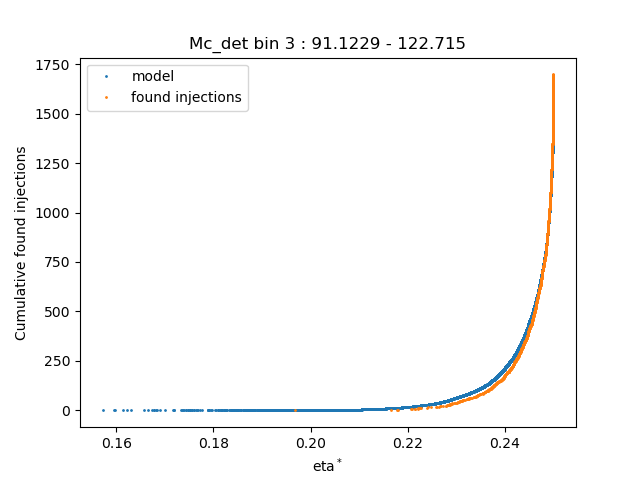 Mc_det bin 3 : 91.1229 - 122.715
model
found injections
Cumulative found injections
1750
1500
1250
1000
750
500
250
0
0.16 0.18 0.20 0.22 0.24
eta*